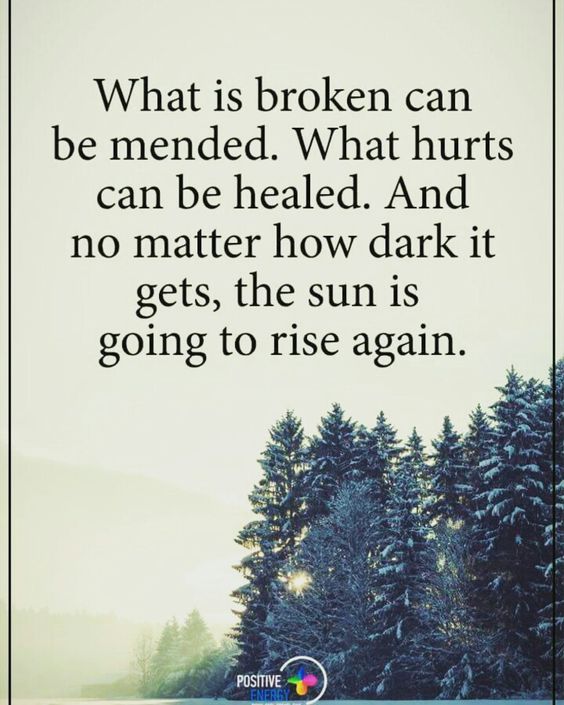 What is broken can
be mended. What hurts
can be healed. And
no matter how dark it
gets, the sun is
going to rise again.
POSITIVE
ENERGY